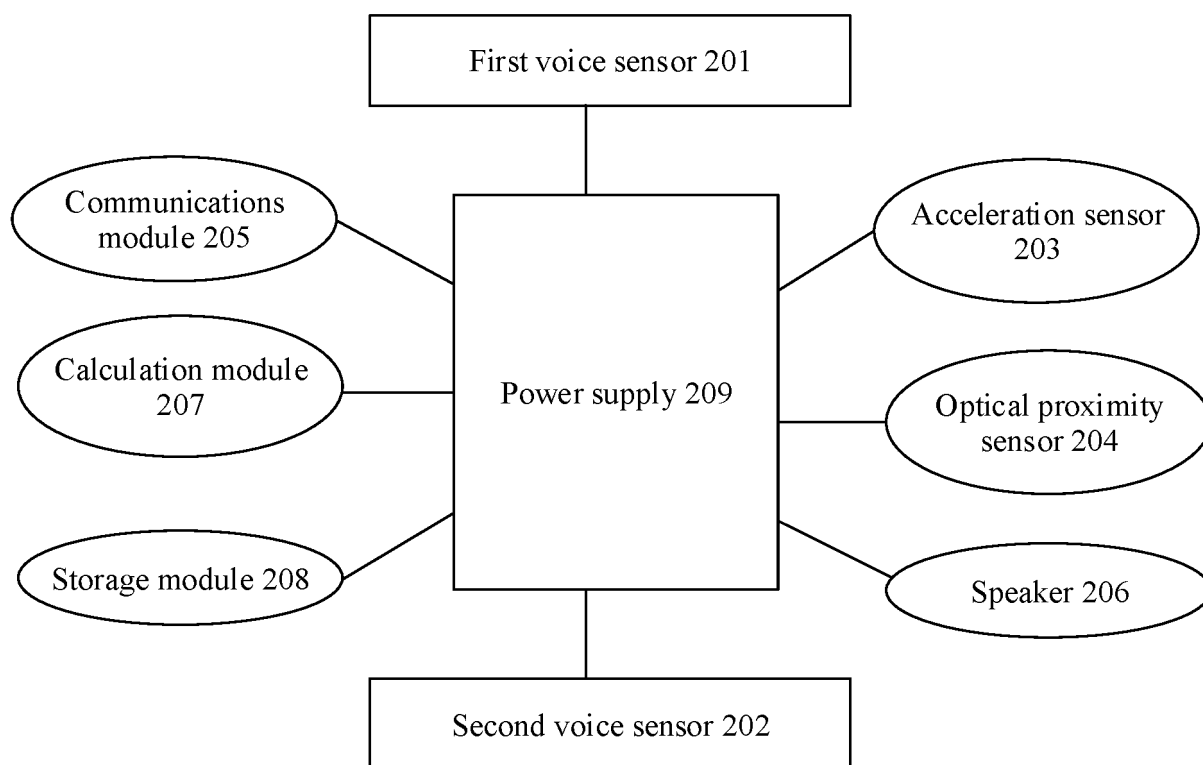 First voice sensor 201
Communications
module 205
Acceleration sensor
203
Calculation module
207
Power supply 209
Optical proximity
sensor 204
Storage module 208
Speaker 206
Second voice sensor 202